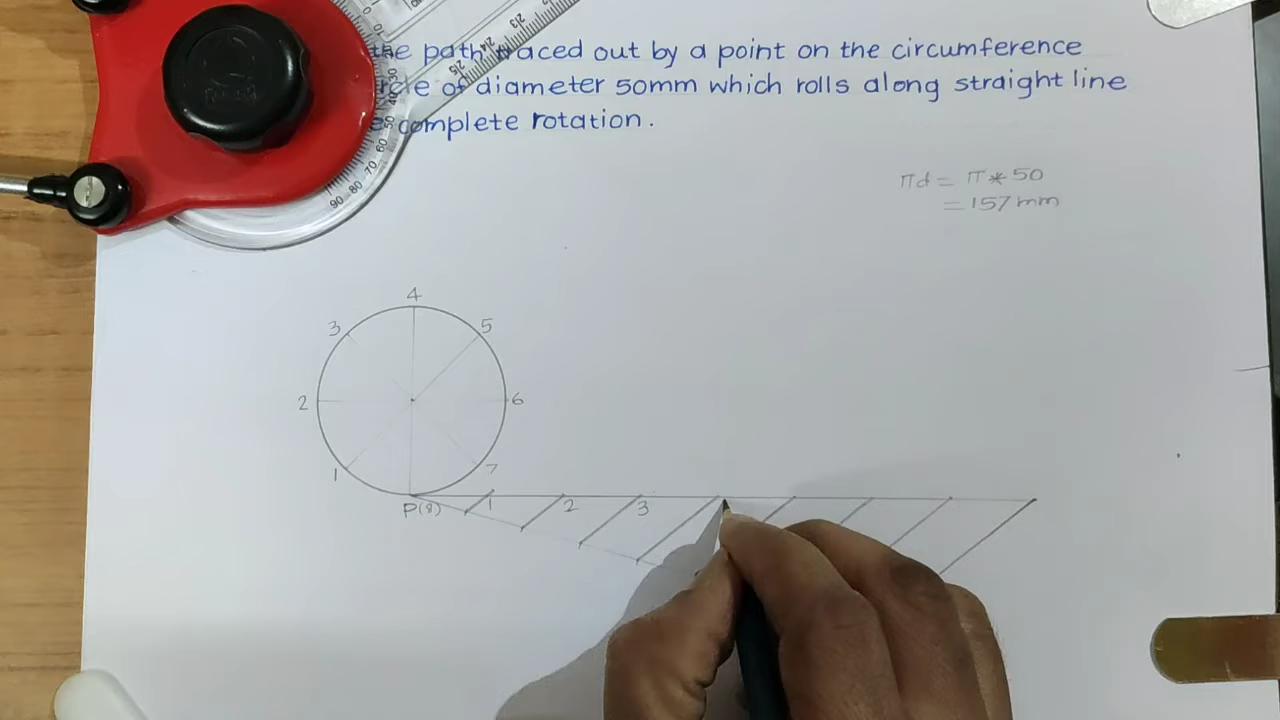 the path traced out by a point on the circumference
of diameter 50mm which rolls along straight line
complete rotation.
πd = π * 50
= 157 mm
4
3
5
2
6
1
7
P(8)
1
2
3